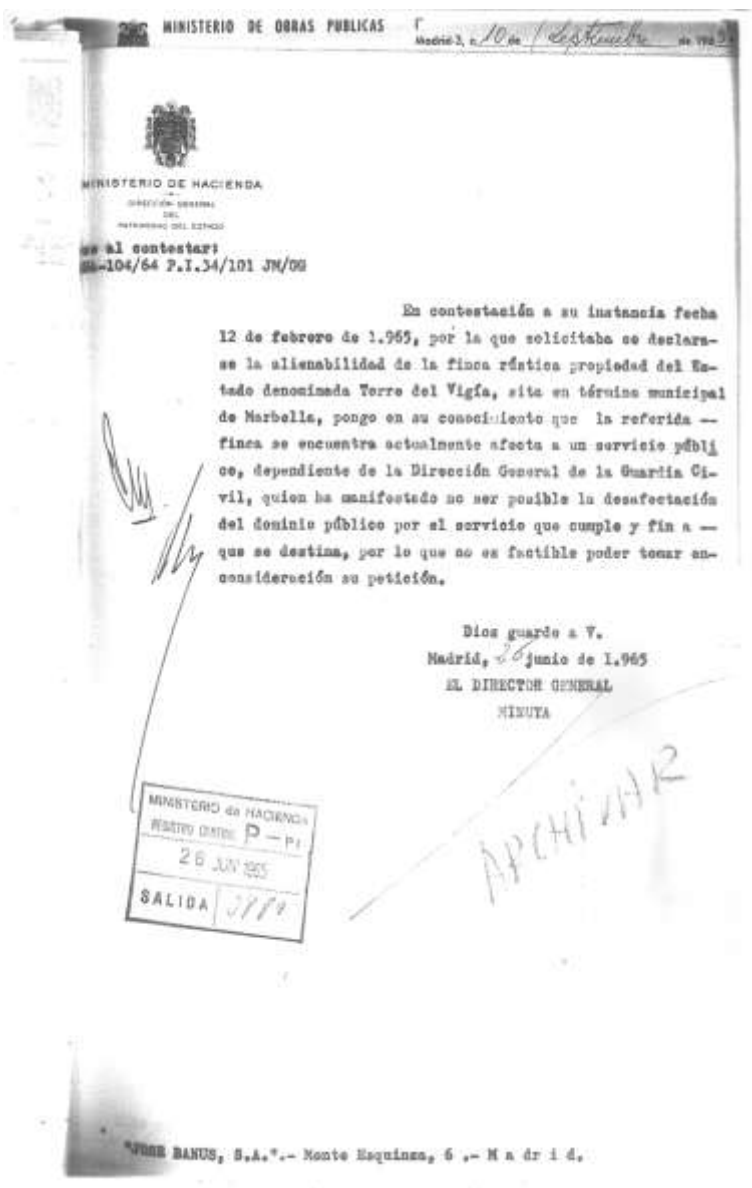 MINISTERIO DE OBRAS PUBLICAS
Madrid-3, a 10 de Septiembre de 196
MINISTERIO DE HACIENDA
DIRECCIÓN GENERAL
DEL
PATRIMONIO DEL ESTADO
al contestar:
-104/64 P.I.34/101 JM/OG
En contestación a su instancia fecha
12 de febrero de 1.965, por la que solicitaba se declara-
se la alienabilidad de la finca rústica propiedad del Es-
tado denominada Torre del Vigía, sita en término municipal
de Marbella, pongo en su conocimiento que la referida —
finca se encuentra actualmente afecta a un servicio públi
co, dependiente de la Dirección General de la Guardia Ci-
vil, quien ha manifestado no ser posible la desafectación
del dominio público por el servicio que cumple y fin a —
que se destina, por lo que no es factible poder tomar en-
consideración su petición.
Dios guarde a V.
Madrid, 26 junio de 1.965
EL DIRECTOR GENERAL
MINUTA
ARCHIVAR
MINISTERIO de HACIENDA
REGISTRO P - PI
26 JUN 1965
SALIDA
"JOSE BANUS, S.A.".- Monte Esquinza, 6 .- M a dr i d.